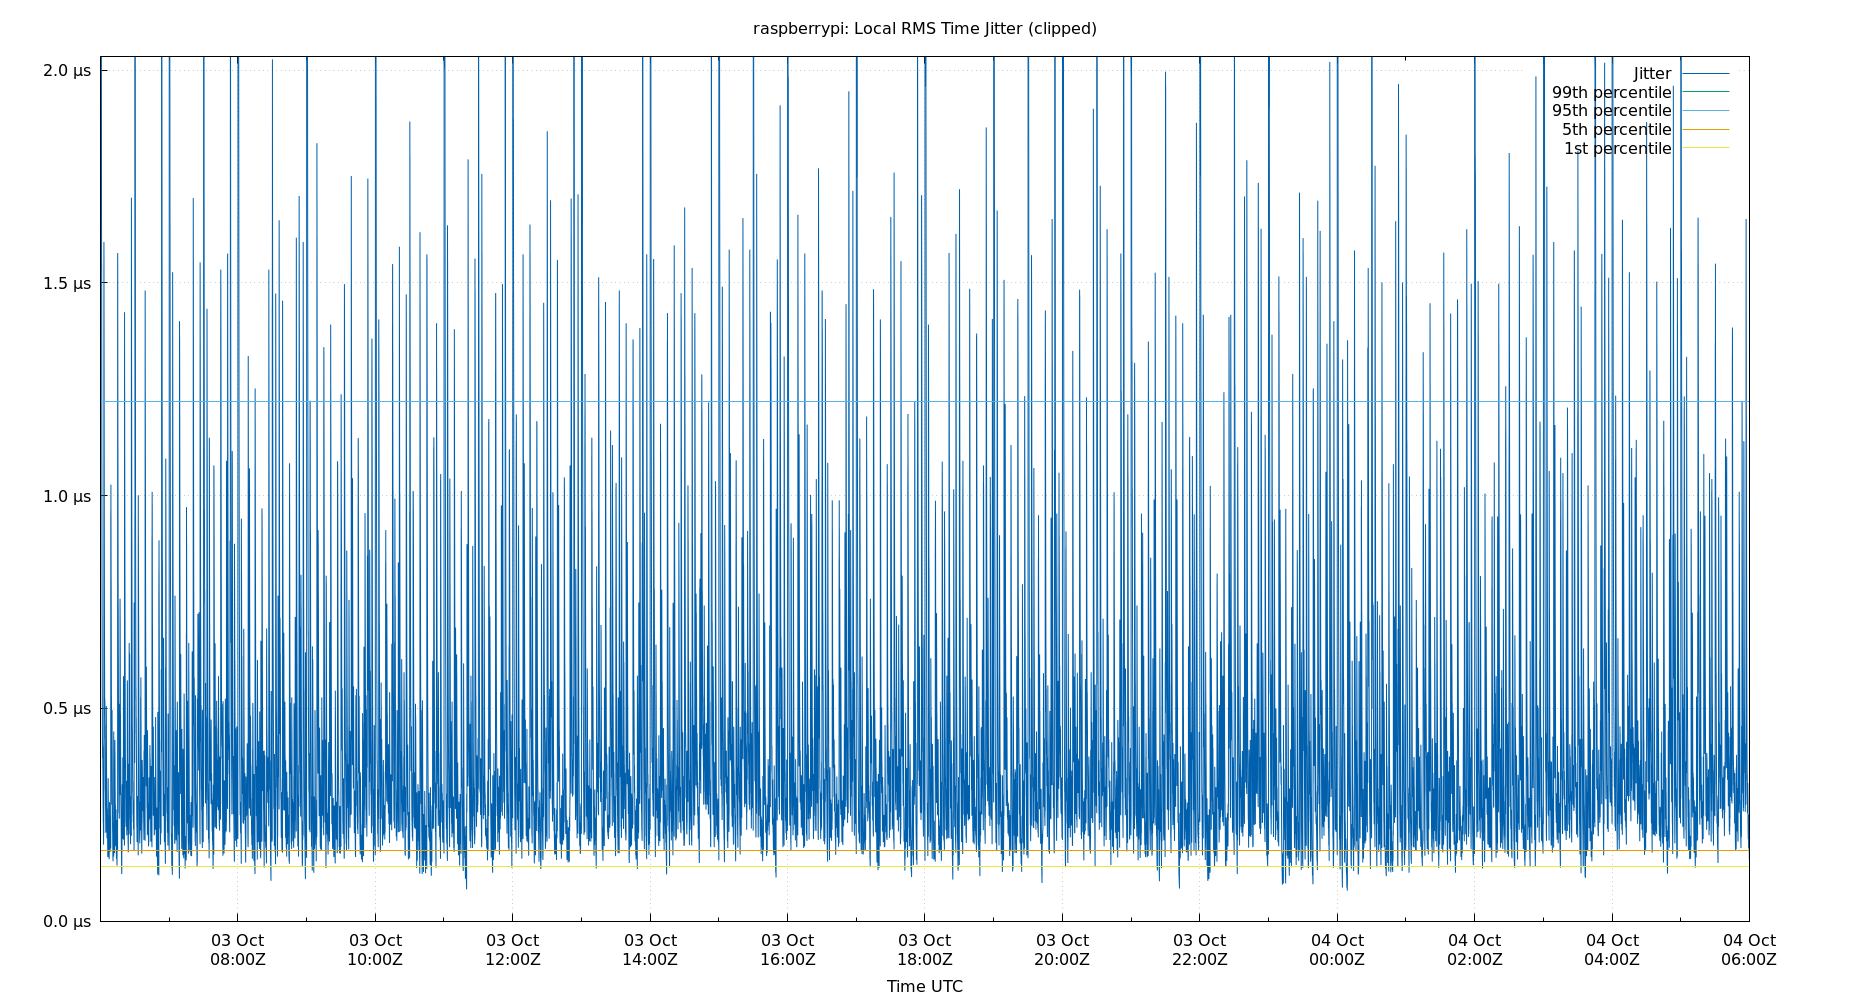 raspberrypi: Local RMS Time Jitter (clipped)
2.0 µs
1.5 µs
1.0 µs
0.5 µs
0.0 µs
Jitter
99th percentile
95th percentile
5th percentile
1st percentile
03 Oct 03 Oct 03 Oct 03 Oct 03 Oct 03 Oct 03 Oct 03 Oct 04 Oct 04 Oct 04 Oct 04 Oct
08:00Z 10:00Z 12:00Z 14:00Z 16:00Z 18:00Z 20:00Z 22:00Z 00:00Z 02:00Z 04:00Z 06:00Z
Time UTC